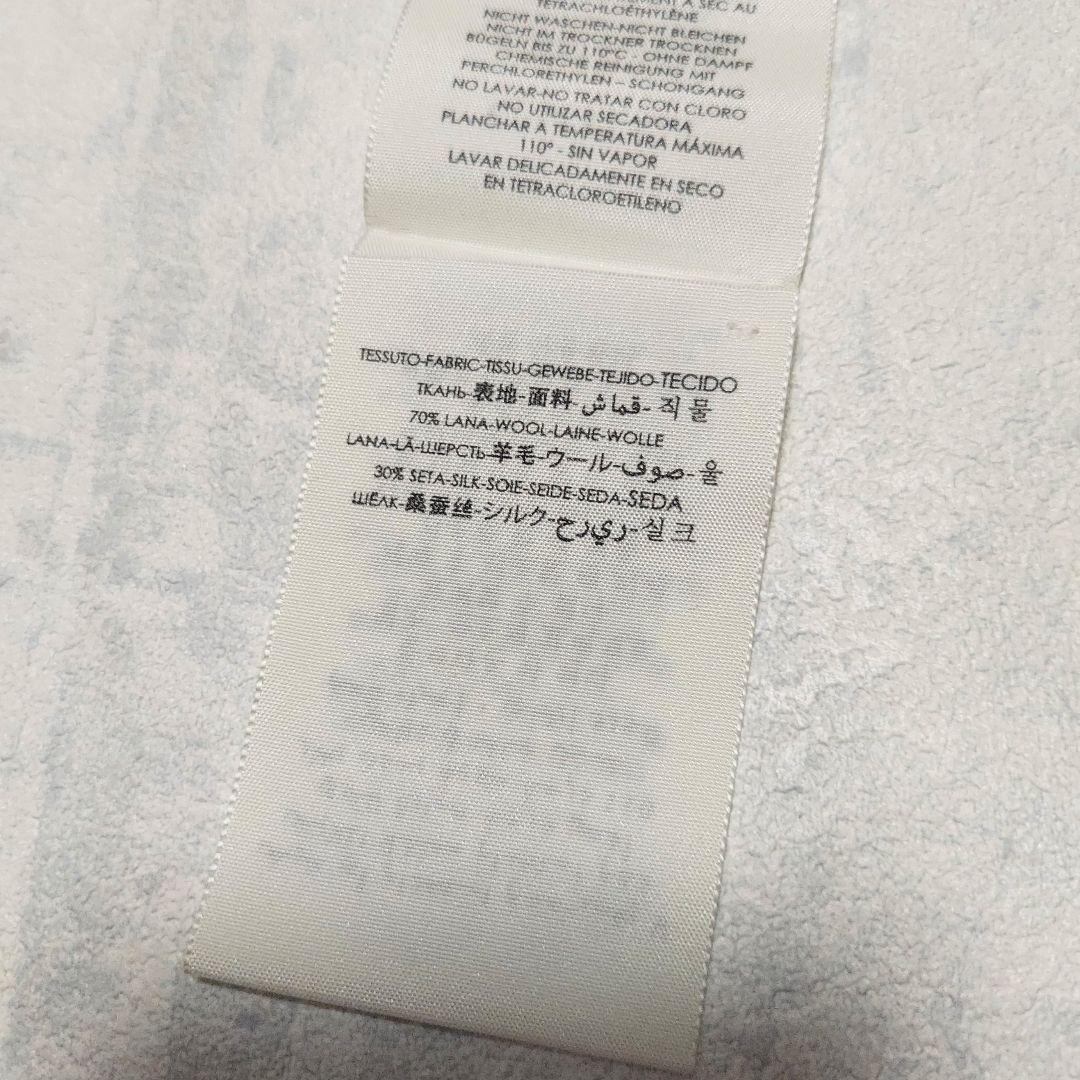 A SEC AU
TÉTRACHLOÉTHYLÈNE
NICHT WASCHEN-NICHT BLEICHEN
NICHT IM TROCKNER TROCKNEN
BÜGELN BIS ZU 110°C - OHNE DAMPF
CHEMISCHE REINIGUNG MIT
PERCHLORETHYLEN – SCHONGANG
NO LAVAR-NO TRATAR CON CLORO
NO UTILIZAR SECADORA
PLANCHAR A TEMPERATURA MÁXIMA
110° - SIN VAPOR
LAVAR DELICADAMENTE EN SECO
EN TETRACLOROETILENO
TESSUTO-FABRIC-TISSU-GEWEBE-TEJIDO-TECIDO
ТКАНЬ-表地-面料-قماش-직물
70% LANA-WOOL-LAINE-WOLLE
LANA-LÃ-ШЕРСТЬ-羊毛-ウール-صوف-울
30% SETA-SILK-SOIE-SEIDE-SEDA-SEDA
ШЁЛК-桑蚕丝-シルク-حرير-실크